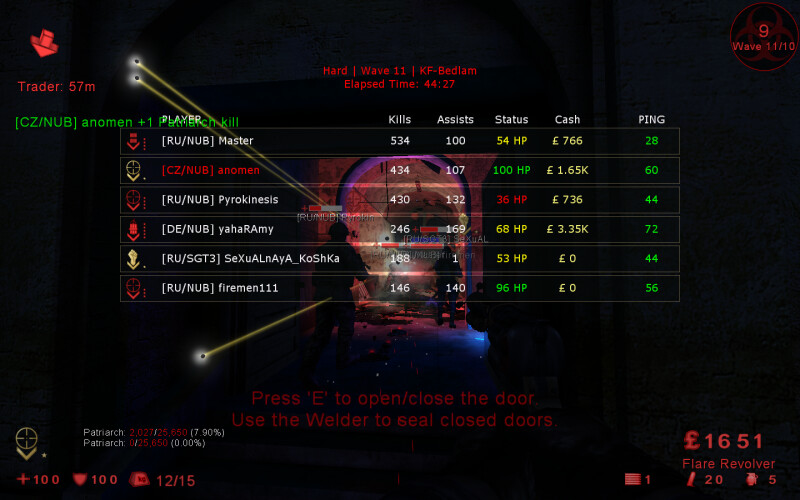 9
Wave 11/10
Hard | Wave 11 | KF-Bedlam
Elapsed Time: 44:27
Trader: 57m
[CZ/NUB] anomen +1 Patriarch kill
PLAYER Kills Assists Status Cash PING
[RU/NUB] Master 534 100 54 HP £ 766 28
[CZ/NUB] anomen 434 107 100 HP £ 1.65K 60
[RU/NUB] Pyrokinesis 430 132 36 HP £ 736 44
[DE/NUB] yahaRAmy 246 169 68 HP £ 3.35K 72
[RU/SGT3] SeXuAL
[RU/SGT3] SeXuALnAyA_KoShKa 188 1 53 HP £ 0 44
[RU/NUB] firemen111 146 140 96 HP £ 0 56
Press 'E' to open/close the door.
Use the Welder to seal closed doors.
Patriarch: 2,027/25,650 (7.90%)
Patriarch: 0/25,650 (0.00%)
£1651
Flare Revolver
+100 100 12/15 1 20 5